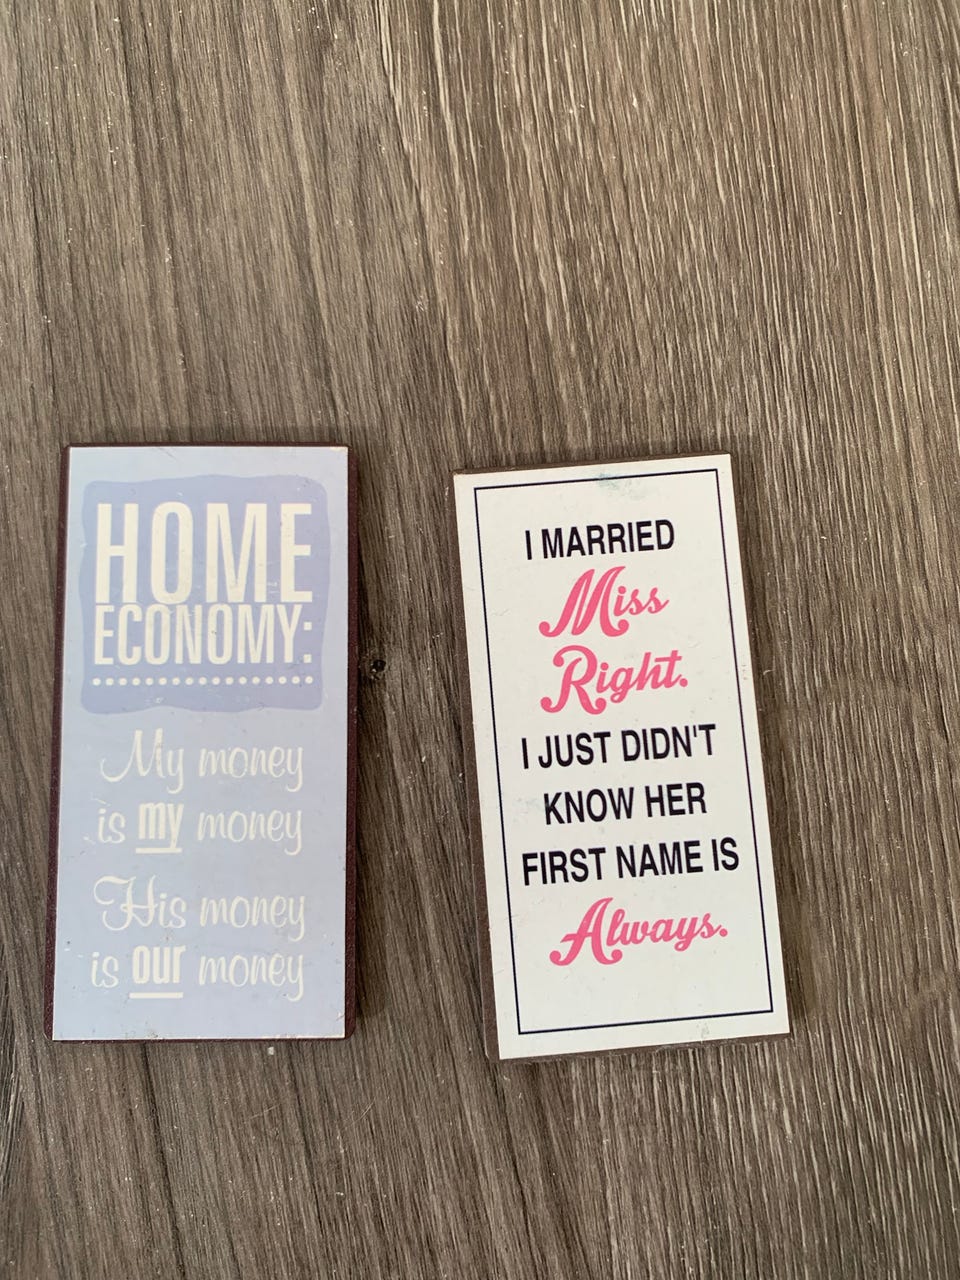 HOME
ECONOMY:
My money
is my money
His money
is our money
I MARRIED
Miss
Right.
I JUST DIDN'T
KNOW HER
FIRST NAME IS
Always.